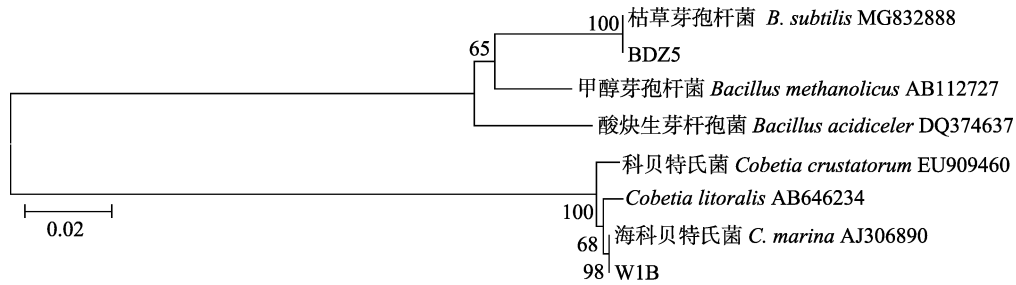 100 枯草芽孢杆菌 B. subtilis MG832888
65 BDZ5
甲醇芽孢杆菌 Bacillus methanolicus AB112727
酸炔生芽杆孢菌 Bacillus acidiceler DQ374637
科贝特氏菌 Cobetia crustatorum EU909460
Cobetia litoralis AB646234
100
海科贝特氏菌 C. marina AJ306890
68
98 W1B
0.02